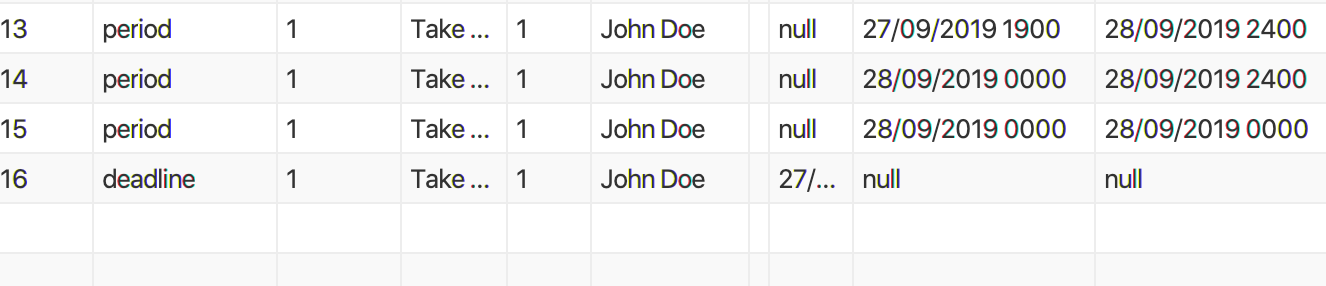 13 period 1 Take ... 1 John Doe null 27/09/2019 1900 28/09/2019 2400
14 period 1 Take ... 1 John Doe null 28/09/2019 0000 28/09/2019 2400
15 period 1 Take ... 1 John Doe null 28/09/2019 0000 28/09/2019 0000
16 deadline 1 Take ... 1 John Doe 27/... null null